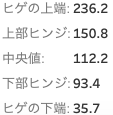 ヒゲの上端: 236.2
上部ヒンジ: 150.8
中央値: 112.2
下部ヒンジ: 93.4
ヒゲの下端: 35.7